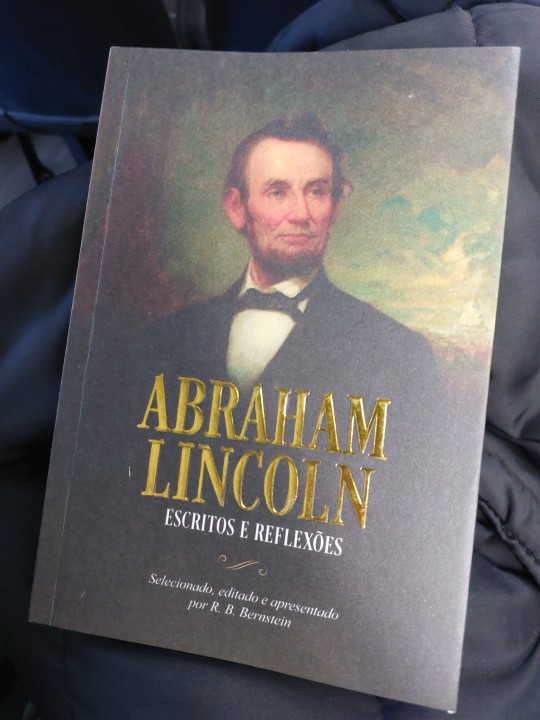 ABRAHAM
LINCOLN
ESCRITOS E REFLEXÕES
Selecionado, editado e apresentado
por R. B. Bernstein